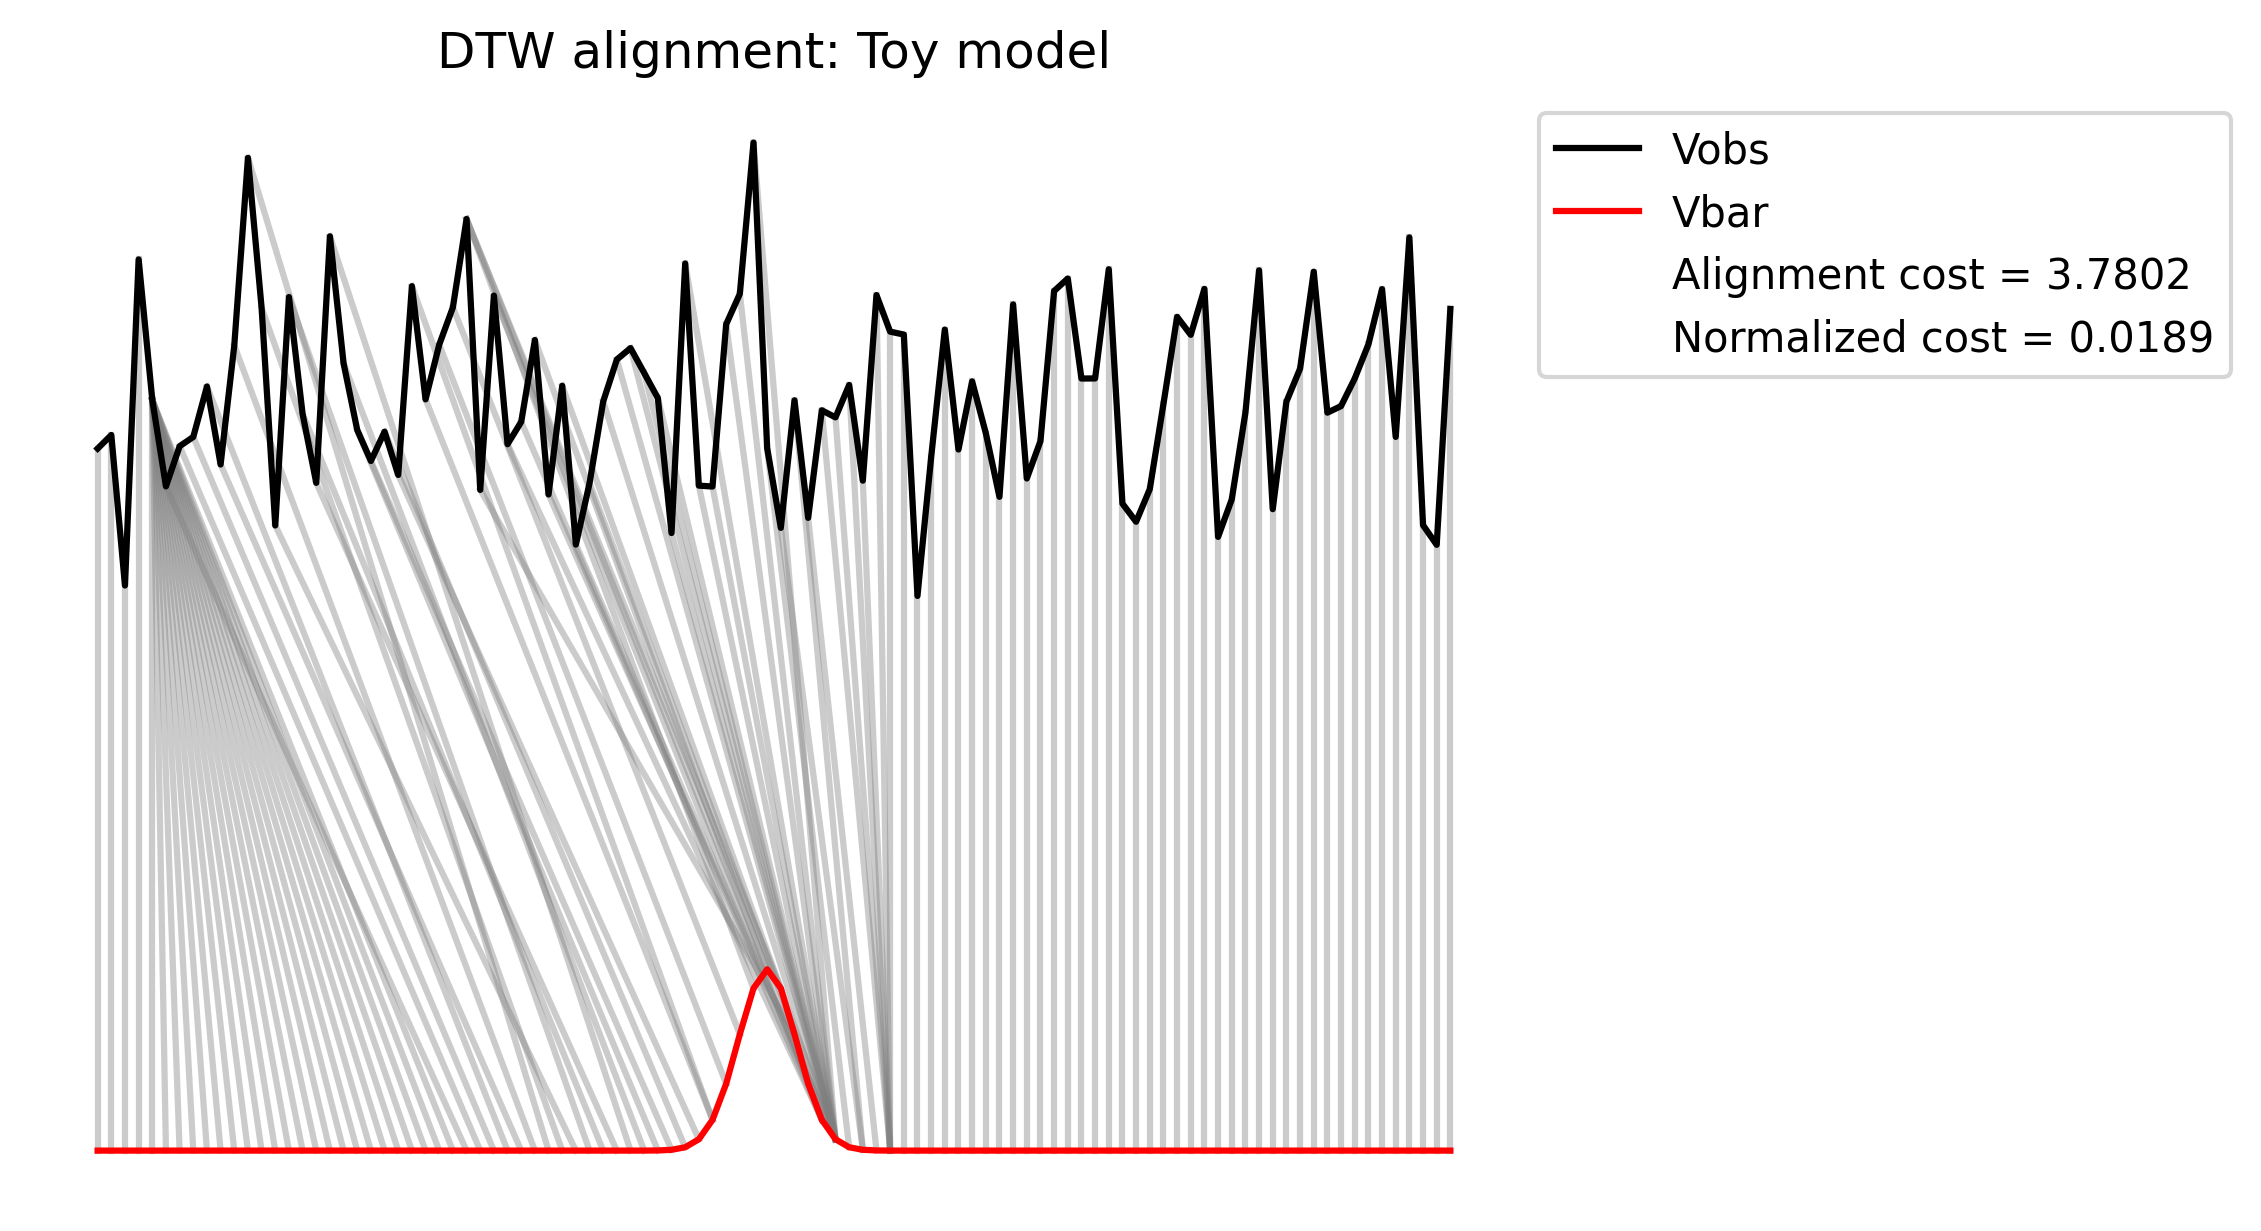 DTW alignment: Toy model
Vobs
Vbar
Alignment cost = 3.7802
Normalized cost = 0.0189